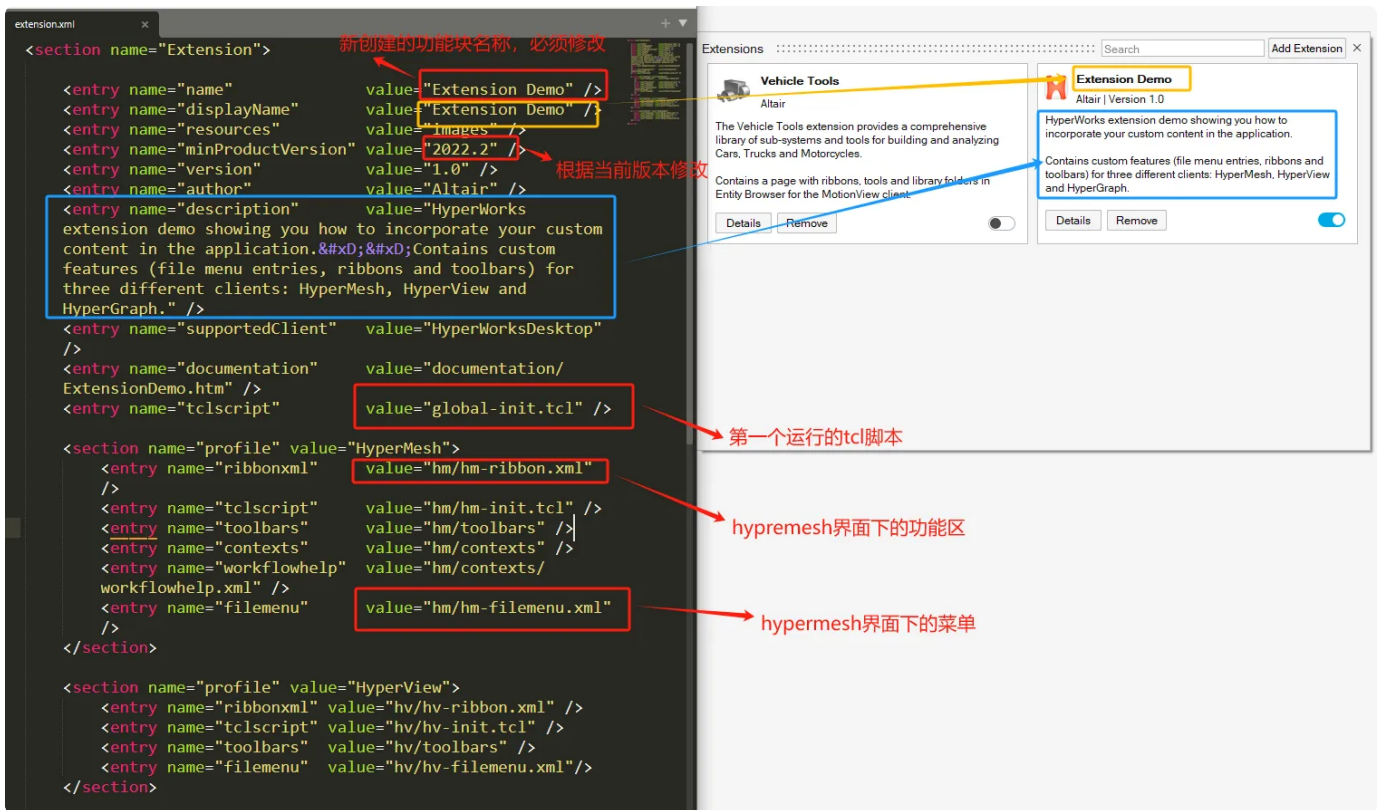 extension.xml ×
+ ▼
新创建的功能块名称，必须修改
<section name="Extension">
<entry name="name" value="Extension Demo" />
<entry name="displayName" value="Extension Demo" />
<entry name="resources" value="images" />
<entry name="minProductVersion" value="2022.2" />
根据当前版本修改
<entry name="version" value="1.0" />
<entry name="author" value="Altair" />
<entry name="description" value="HyperWorks
extension demo showing you how to incorporate your custom
content in the application.&#xD;&#xD;Contains custom
features (file menu entries, ribbons and toolbars) for
three different clients: HyperMesh, HyperView and
HyperGraph." />
<entry name="supportedClient" value="HyperWorksDesktop"
/>
<entry name="documentation" value="documentation/
ExtensionDemo.htm" />
<entry name="tclscript" value="global-init.tcl" />
第一个运行的tcl脚本
<section name="profile" value="HyperMesh">
<entry name="ribbonxml" value="hm/hm-ribbon.xml"
/>
<entry name="tclscript" value="hm/hm-init.tcl" />
<entry name="toolbars" value="hm/toolbars" />
hypremesh界面下的功能区
<entry name="contexts" value="hm/contexts" />
<entry name="workflowhelp" value="hm/contexts/
workflowhelp.xml" />
<entry name="filemenu" value="hm/hm-filemenu.xml"
/>
hypermesh界面下的菜单
</section>
<section name="profile" value="HyperView">
<entry name="ribbonxml" value="hv/hv-ribbon.xml" />
<entry name="tclscript" value="hv/hv-init.tcl" />
<entry name="toolbars" value="hv/toolbars" />
<entry name="filemenu" value="hv/hv-filemenu.xml"/>
</section>
Extensions
Search
Add Extension ×
Vehicle Tools
Altair
The Vehicle Tools extension provides a comprehensive
library of sub-systems and tools for building and analyzing
Cars, Trucks and Motorcycles.
Contains a page with ribbons, tools and library folders in
Entity Browser for the MotionView client.
Details Remove
Extension Demo
Altair | Version 1.0
HyperWorks extension demo showing you how to
incorporate your custom content in the application.
Contains custom features (file menu entries, ribbons and
toolbars) for three different clients: HyperMesh, HyperView
and HyperGraph.
Details Remove